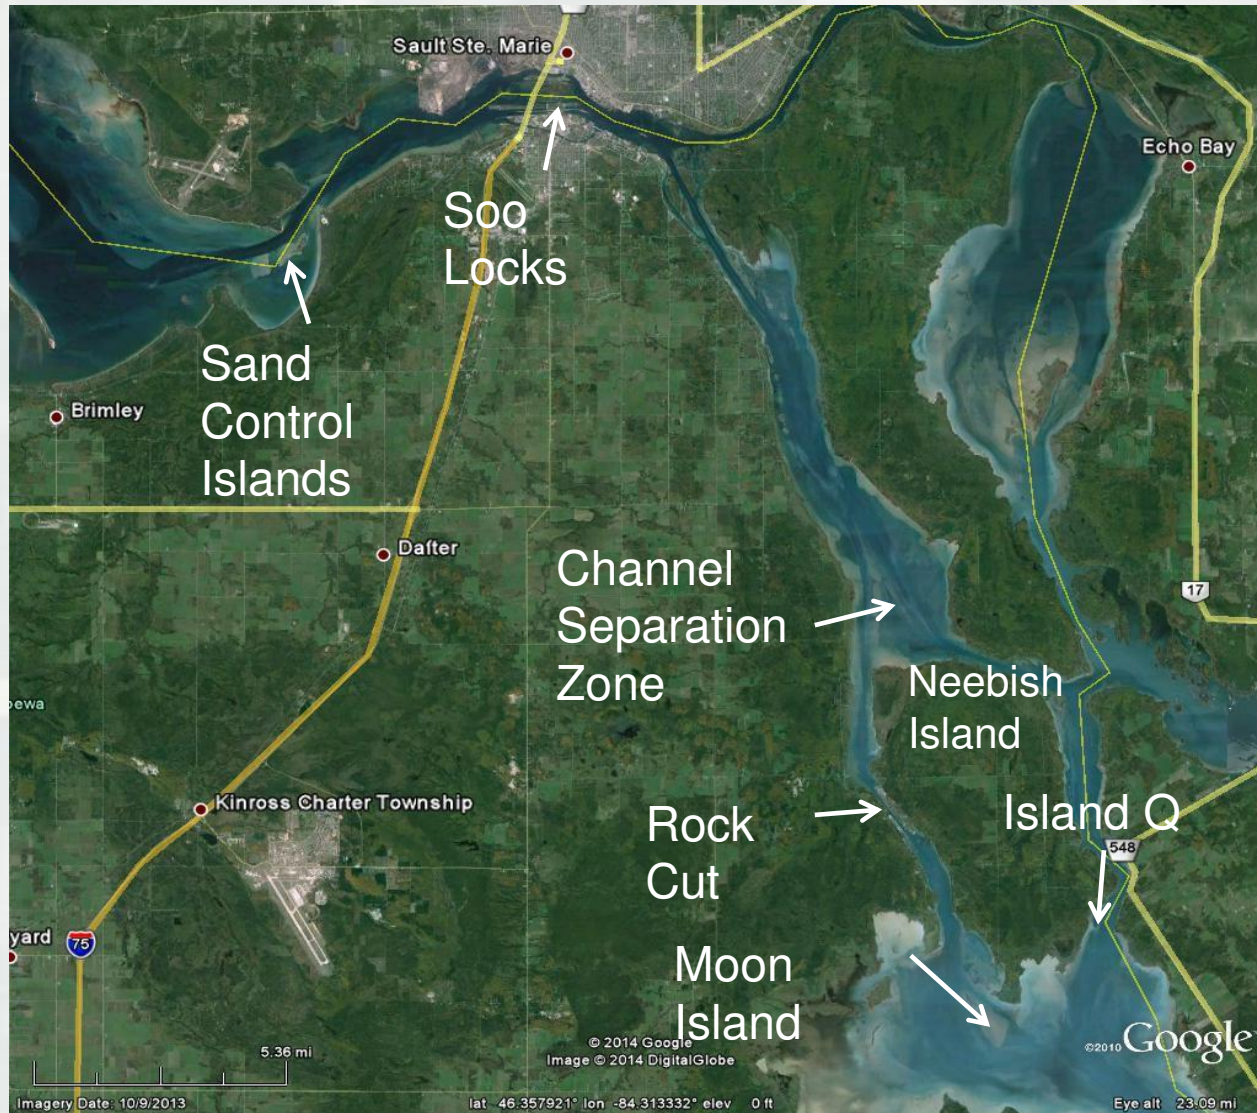 Sault Ste. Marie
Echo Bay
Soo
Locks
Sand
Control
Islands
Brimley
Dafter
Channel
Separation
Zone
17
Neebish
Island
ewa
Kinross Charter Township
Rock
Cut
Island Q
548
yard
75
Moon
Island
5.36 mi
© 2014 Google
Image © 2014 DigitalGlobe
©2010 Google
Imagery Date: 10/9/2013
lat 46.357921° lon -84.313332° elev 0 ft
Eye alt 23.09 mi